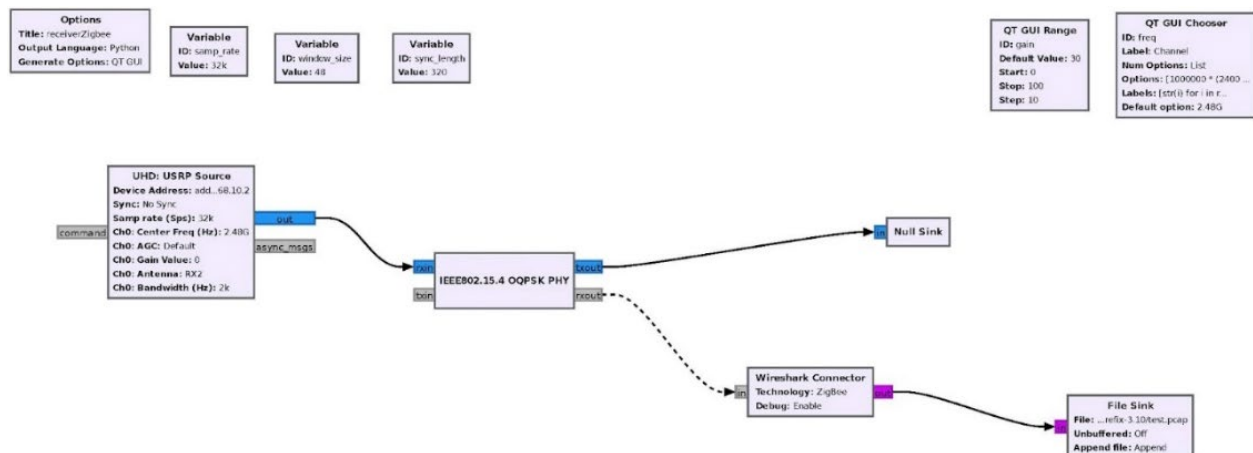 Options
Title: receiverZigbee
Output Language: Python
Generate Options: QT GUI
Variable
ID: samp_rate
Value: 32k
Variable
ID: window_size
Value: 48
Variable
ID: sync_length
Value: 320
QT GUI Range
ID: gain
Default Value: 30
Start: 0
Stop: 100
Step: 10
QT GUI Chooser
ID: freq
Label: Channel
Num Options: List
Options: [1000000 * (2400 ...
Labels: [str(i) for i in r...
Default option: 2.48G
UHD: USRP Source
Device Address: add...68.10.2
Sync: No Sync
Samp rate (Sps): 32k
Ch0: Center Freq (Hz): 2.48G
Ch0: AGC: Default
Ch0: Gain Value: 0
Ch0: Antenna: RX2
Ch0: Bandwidth (Hz): 2k
command
out
async_msgs
rxin
txin
IEEE802.15.4 OQPSK PHY
txout
rxout
in
Null Sink
in
Wireshark Connector
Technology: ZigBee
Debug: Enable
out
in
File Sink
File: ...refix-3.10/test.pcap
Unbuffered: Off
Append file: Append